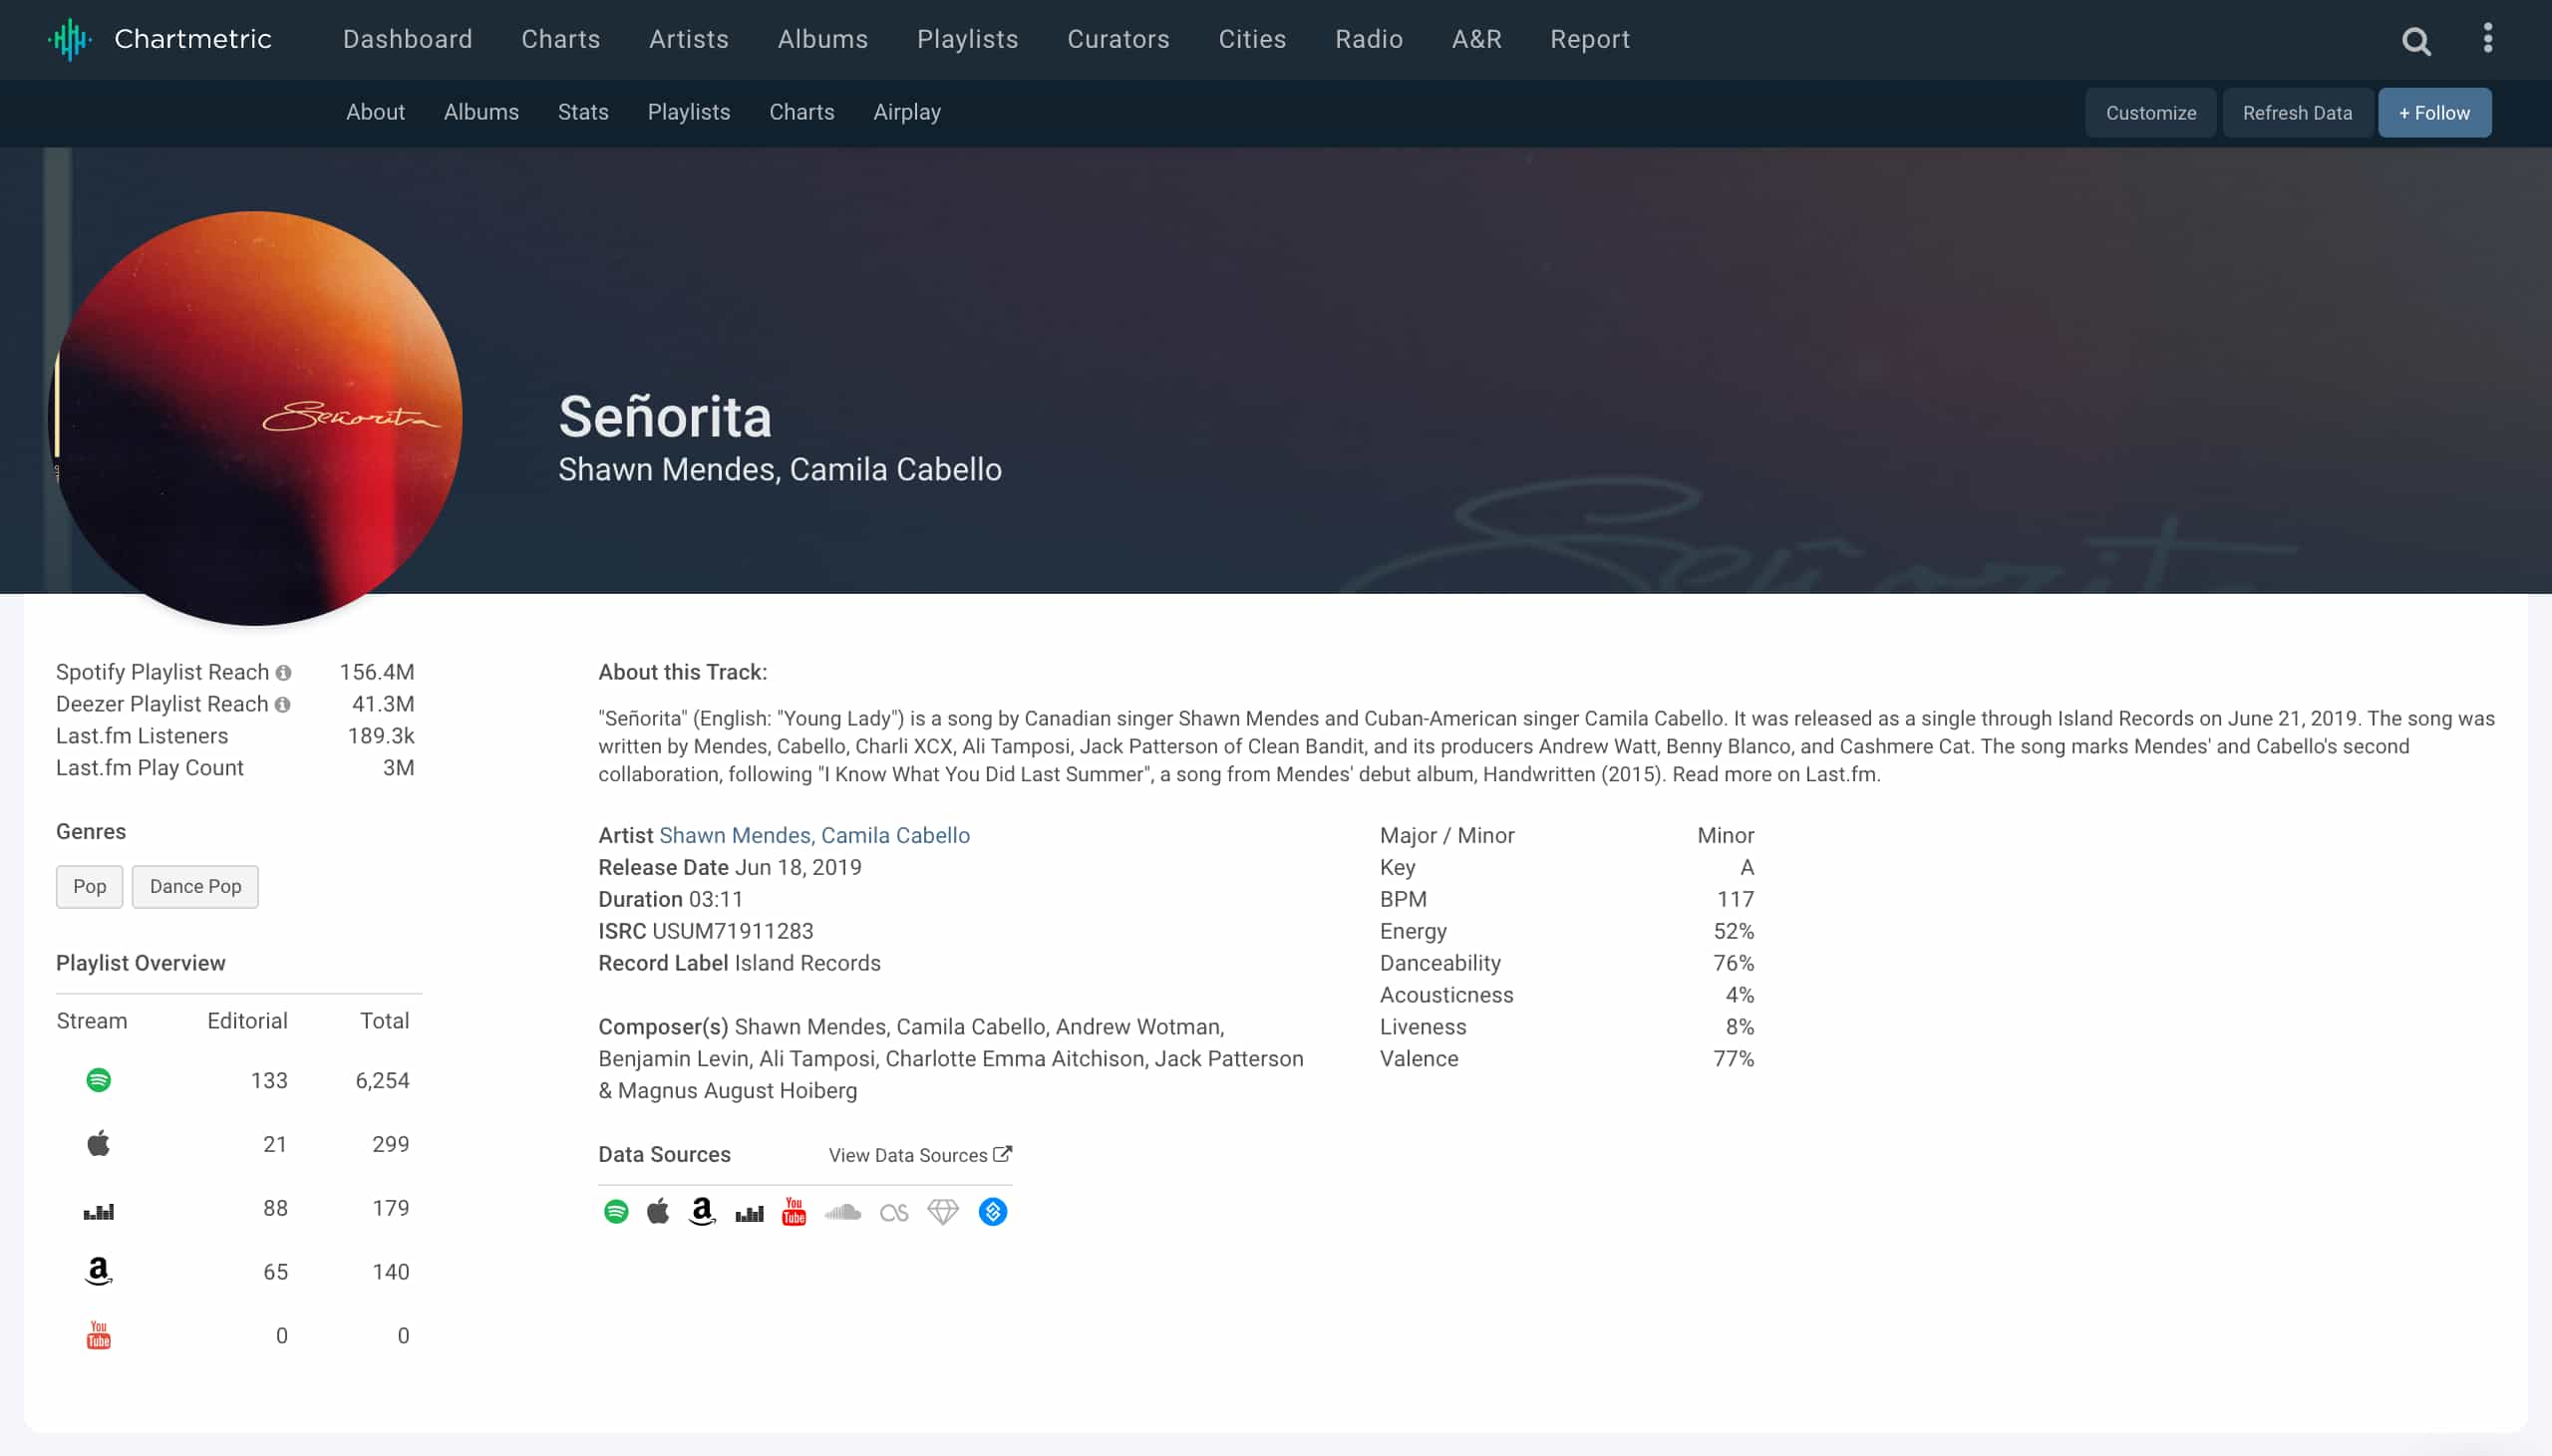 Chartmetric Dashboard Charts Artists Albums Playlists Curators Cities Radio A&R Report
About Albums Stats Playlists Charts Airplay Customize Refresh Data + Follow
Señorita
Señorita
Shawn Mendes, Camila Cabello
Señorita
Spotify Playlist Reach 156.4M
Deezer Playlist Reach 41.3M
Last.fm Listeners 189.3k
Last.fm Play Count 3M
Genres
Pop Dance Pop
Playlist Overview
Stream Editorial Total
133 6,254
21 299
88 179
a 65 140
You Tube 0 0
About this Track:
"Señorita" (English: "Young Lady") is a song by Canadian singer Shawn Mendes and Cuban-American singer Camila Cabello. It was released as a single through Island Records on June 21, 2019. The song was
written by Mendes, Cabello, Charli XCX, Ali Tamposi, Jack Patterson of Clean Bandit, and its producers Andrew Watt, Benny Blanco, and Cashmere Cat. The song marks Mendes' and Cabello's second
collaboration, following "I Know What You Did Last Summer", a song from Mendes' debut album, Handwritten (2015). Read more on Last.fm.
Artist Shawn Mendes, Camila Cabello
Release Date Jun 18, 2019
Duration 03:11
ISRC USUM71911283
Record Label Island Records
Composer(s) Shawn Mendes, Camila Cabello, Andrew Wotman,
Benjamin Levin, Ali Tamposi, Charlotte Emma Aitchison, Jack Patterson
& Magnus August Hoiberg
Major / Minor Minor
Key A
BPM 117
Energy 52%
Danceability 76%
Acousticness 4%
Liveness 8%
Valence 77%
Data Sources View Data Sources
a You Tube